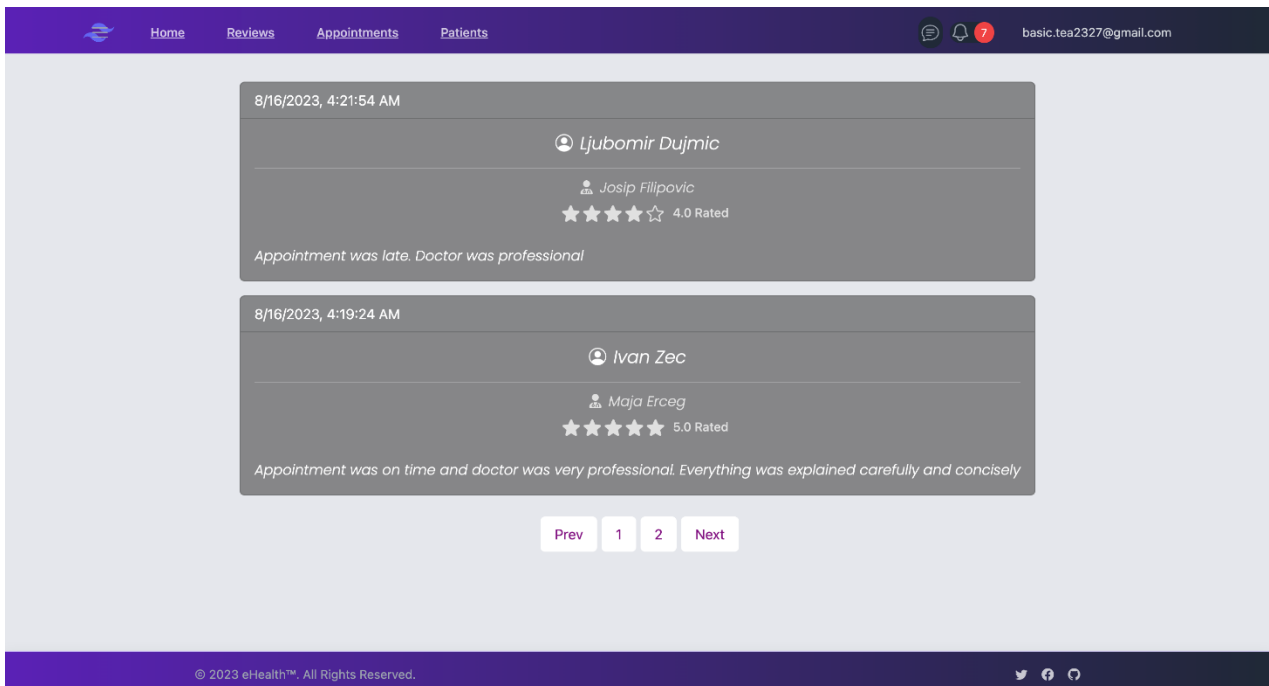 Home Reviews Appointments Patients 7 basic.tea2327@gmail.com
8/16/2023, 4:21:54 AM
Ljubomir Dujmic
Josip Filipovic
4.0 Rated
Appointment was late. Doctor was professional
8/16/2023, 4:19:24 AM
Ivan Zec
Maja Erceg
5.0 Rated
Appointment was on time and doctor was very professional. Everything was explained carefully and concisely
Prev 1 2 Next
© 2023 eHealth™. All Rights Reserved.